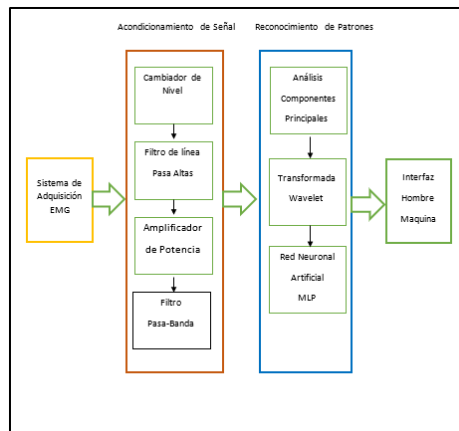 Acondicionamiento de Señal
Reconocimiento de Patrones
Sistema de
Adquisición
EMG
Cambiador de
Nivel
Filtro de línea
Pasa Altas
Amplificador
de Potencia
Filtro
Pasa-Banda
Análisis
Componentes
Principales
Transformada
Wavelet
Red Neuronal
Artificial
MLP
Interfaz
Hombre
Maquina